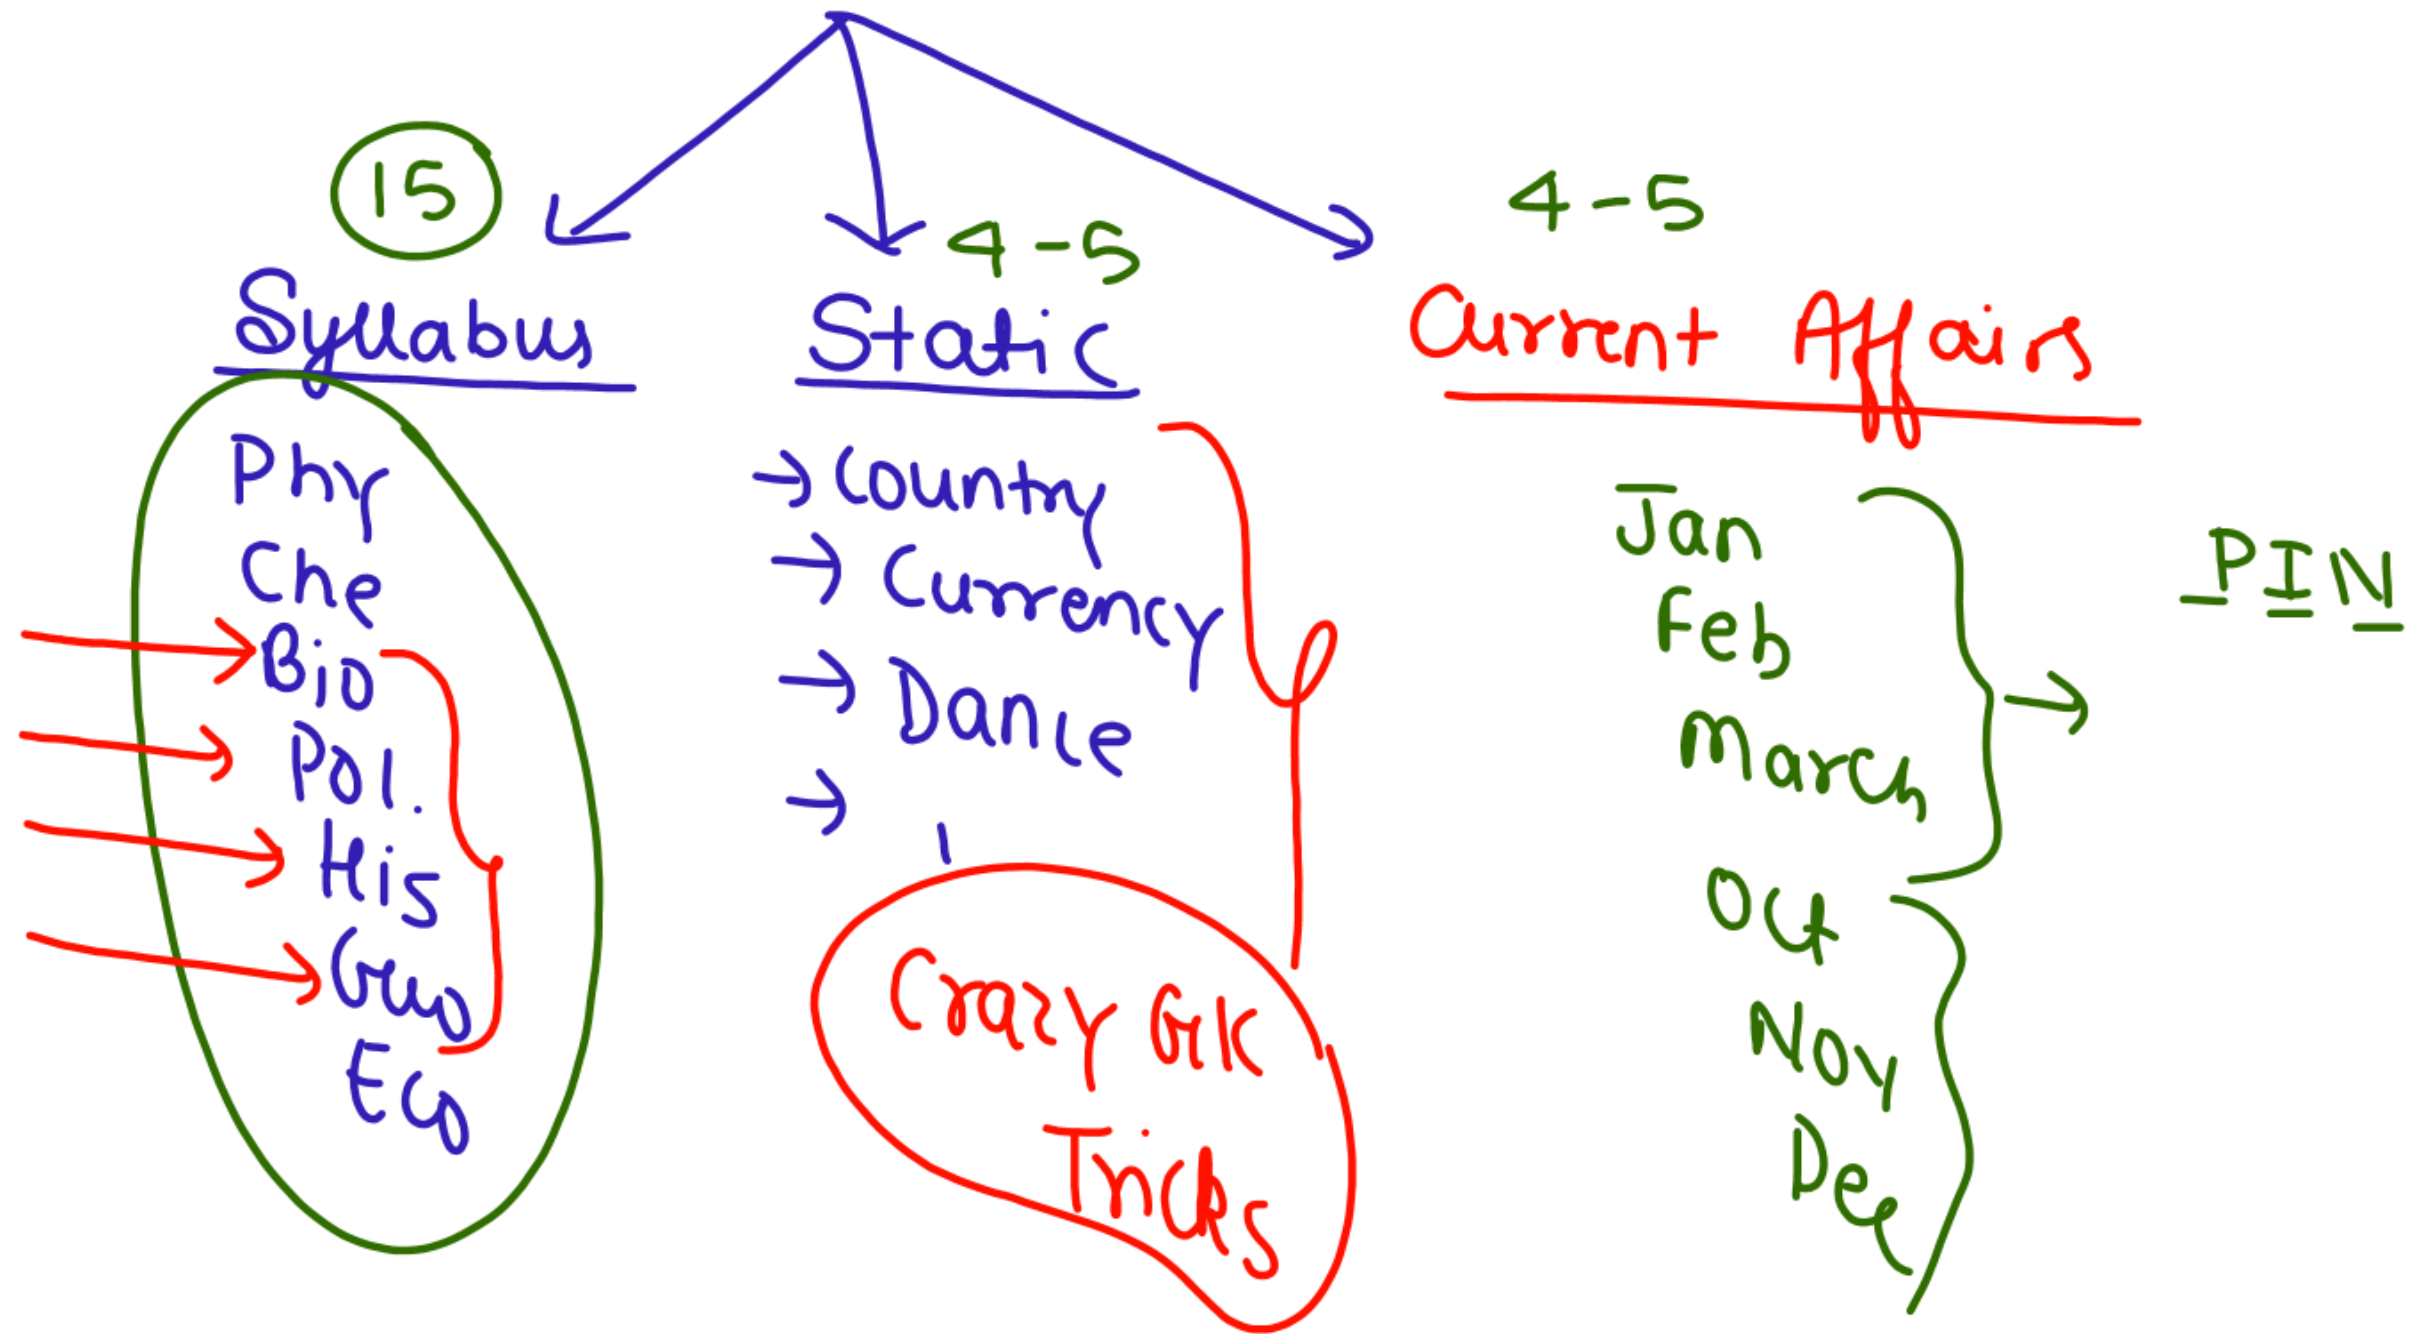 15
4-5
4-5
Syllabus
Static
Current Affairs
Phy
Che
Bio
Pol.
His
Geo
Eco
→ Country
→ Currency
→ Dance
→
Crazy GK
Tricks
Jan
Feb
March
Oct
Nov
Dec
→
PIN